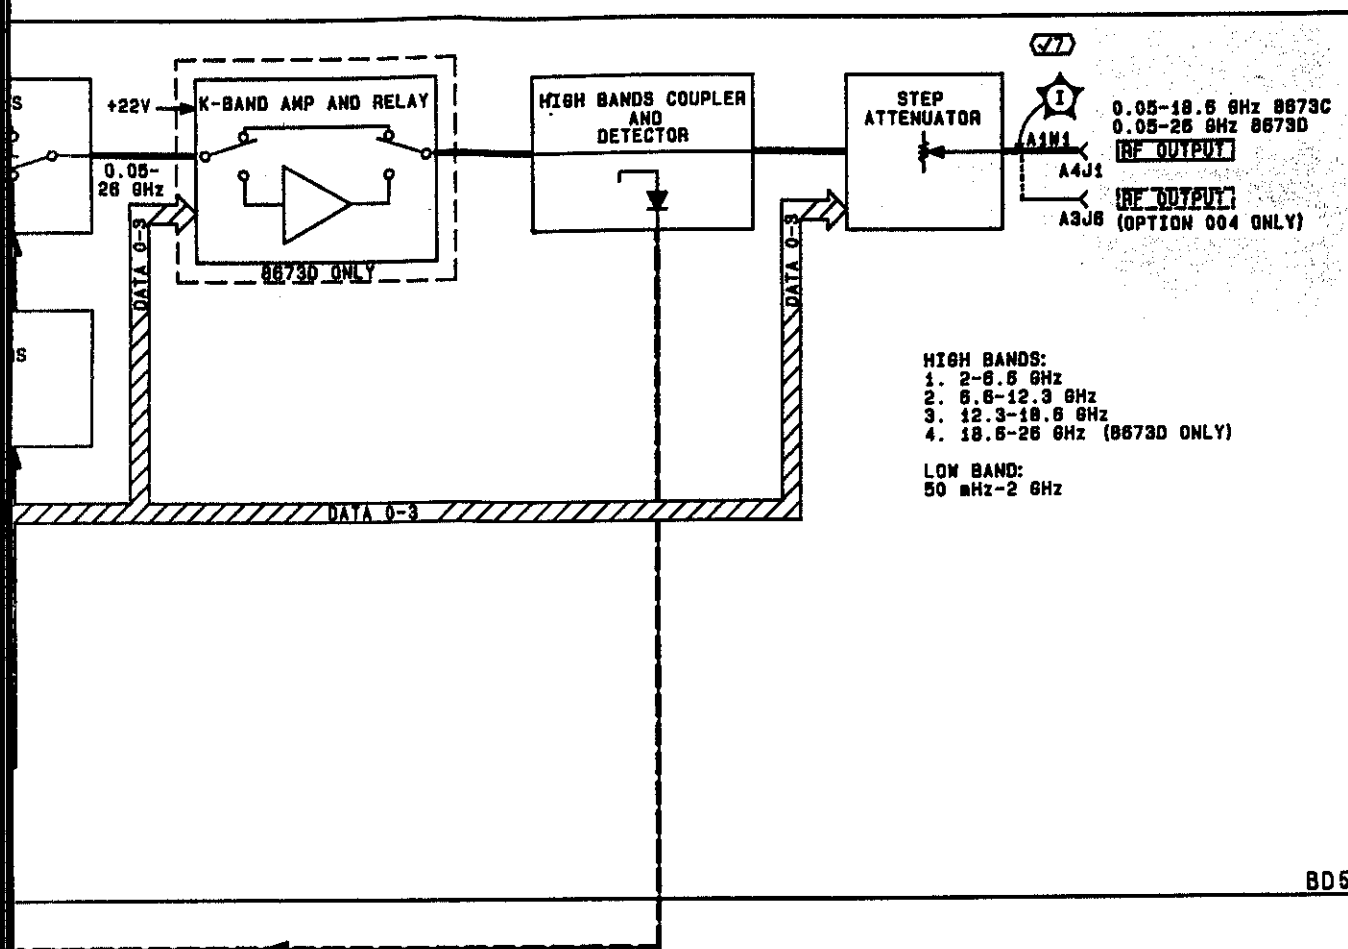 S
+22V
K-BAND AMP AND RELAY
0.05-
26 GHz
DATA 0-3
8673D ONLY
HIGH BANDS COUPLER
AND
DETECTOR
DATA 0-3
STEP
ATTENUATOR
√7
I
A1W1
0.05-18.6 GHz 8673C
0.05-26 GHz 8673D
RF OUTPUT
A4J1
RF OUTPUT
A3J6
(OPTION 004 ONLY)
S
HIGH BANDS:
1. 2-6.6 GHz
2. 6.6-12.3 GHz
3. 12.3-18.6 GHz
4. 18.6-26 GHz (8673D ONLY)
LOW BAND:
50 mHz-2 GHz
DATA 0-3
BD5